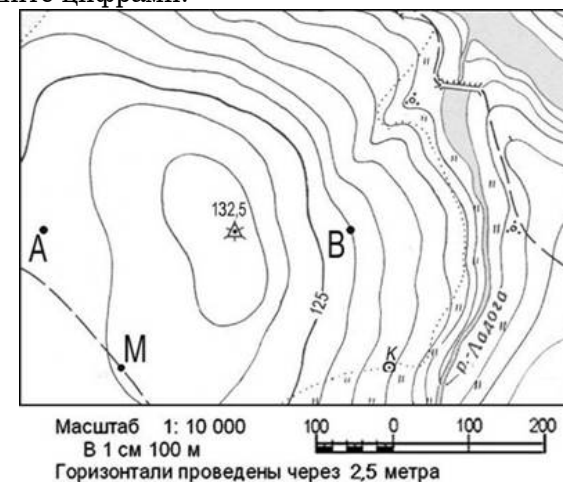 цифрами.
132,5
А
В
125
М
К
р. Ладога
Масштаб 1: 10 000
В 1 см 100 м
100 0 100 200
Горизонтали проведены через 2,5 метра